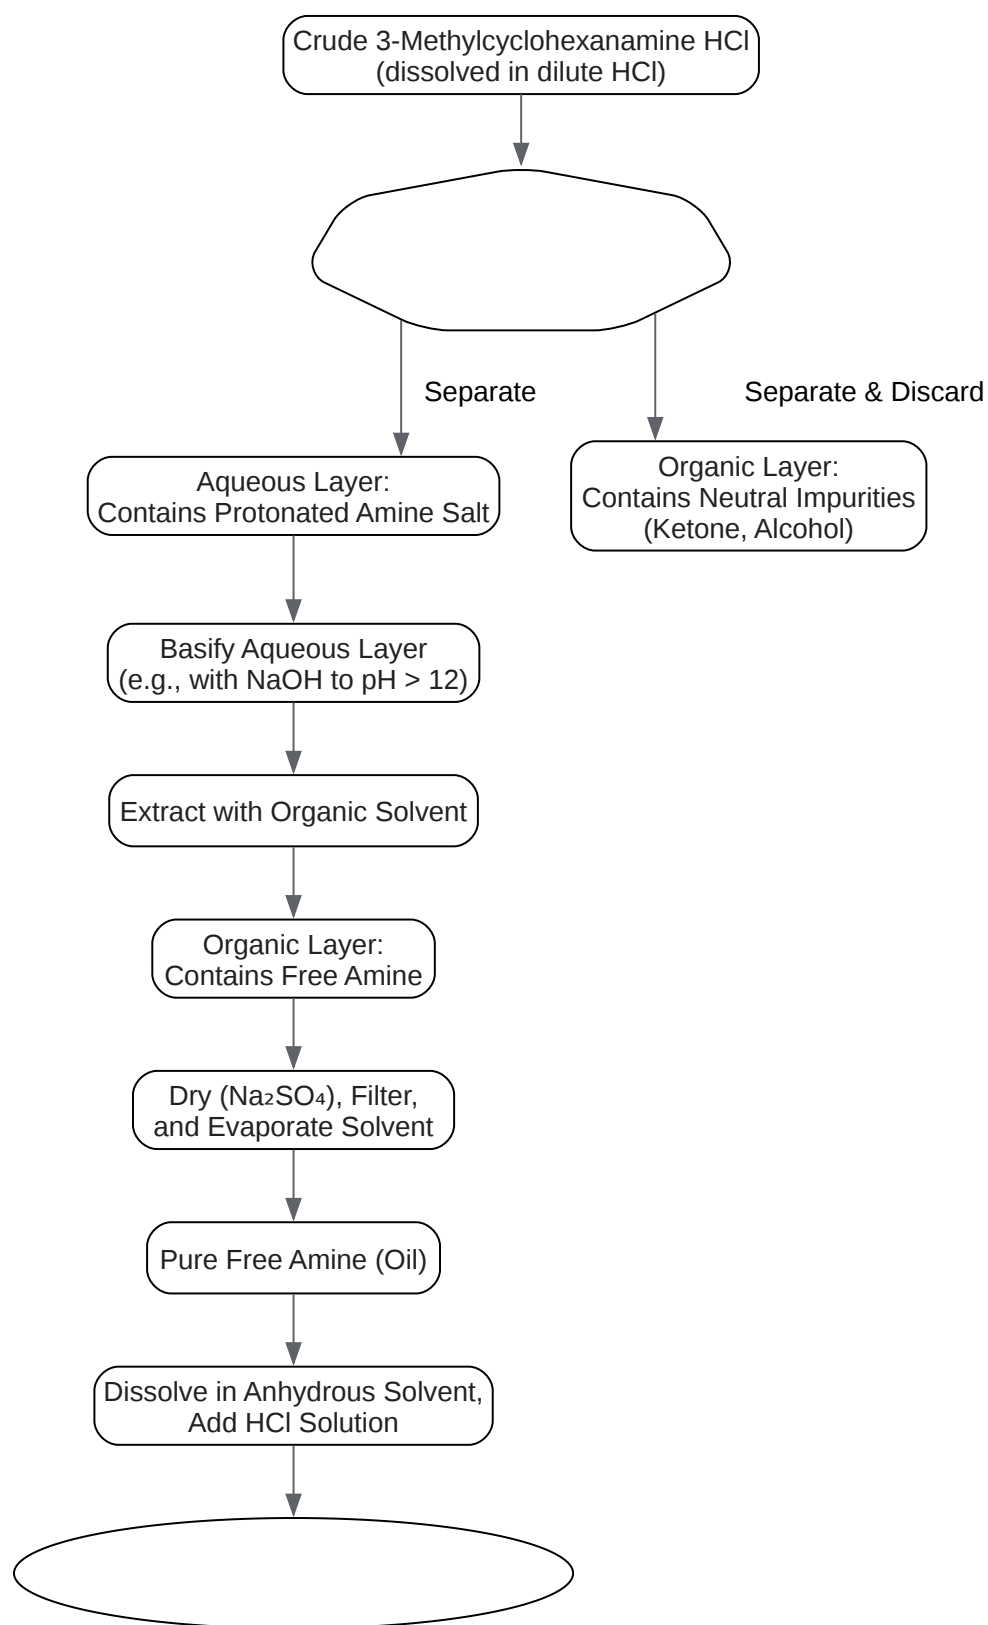 Crude 3-Methylcyclohexanamine HCl
(dissolved in dilute HCl)
Separate
Separate & Discard
Organic Layer:
Contains Neutral Impurities
(Ketone, Alcohol)
Aqueous Layer:
Contains Protonated Amine Salt
Basify Aqueous Layer
(e.g., with NaOH to pH > 12)
Extract with Organic Solvent
Organic Layer:
Contains Free Amine
Dry (Na₂SO₄), Filter,
and Evaporate Solvent
Pure Free Amine (Oil)
Dissolve in Anhydrous Solvent,
Add HCl Solution